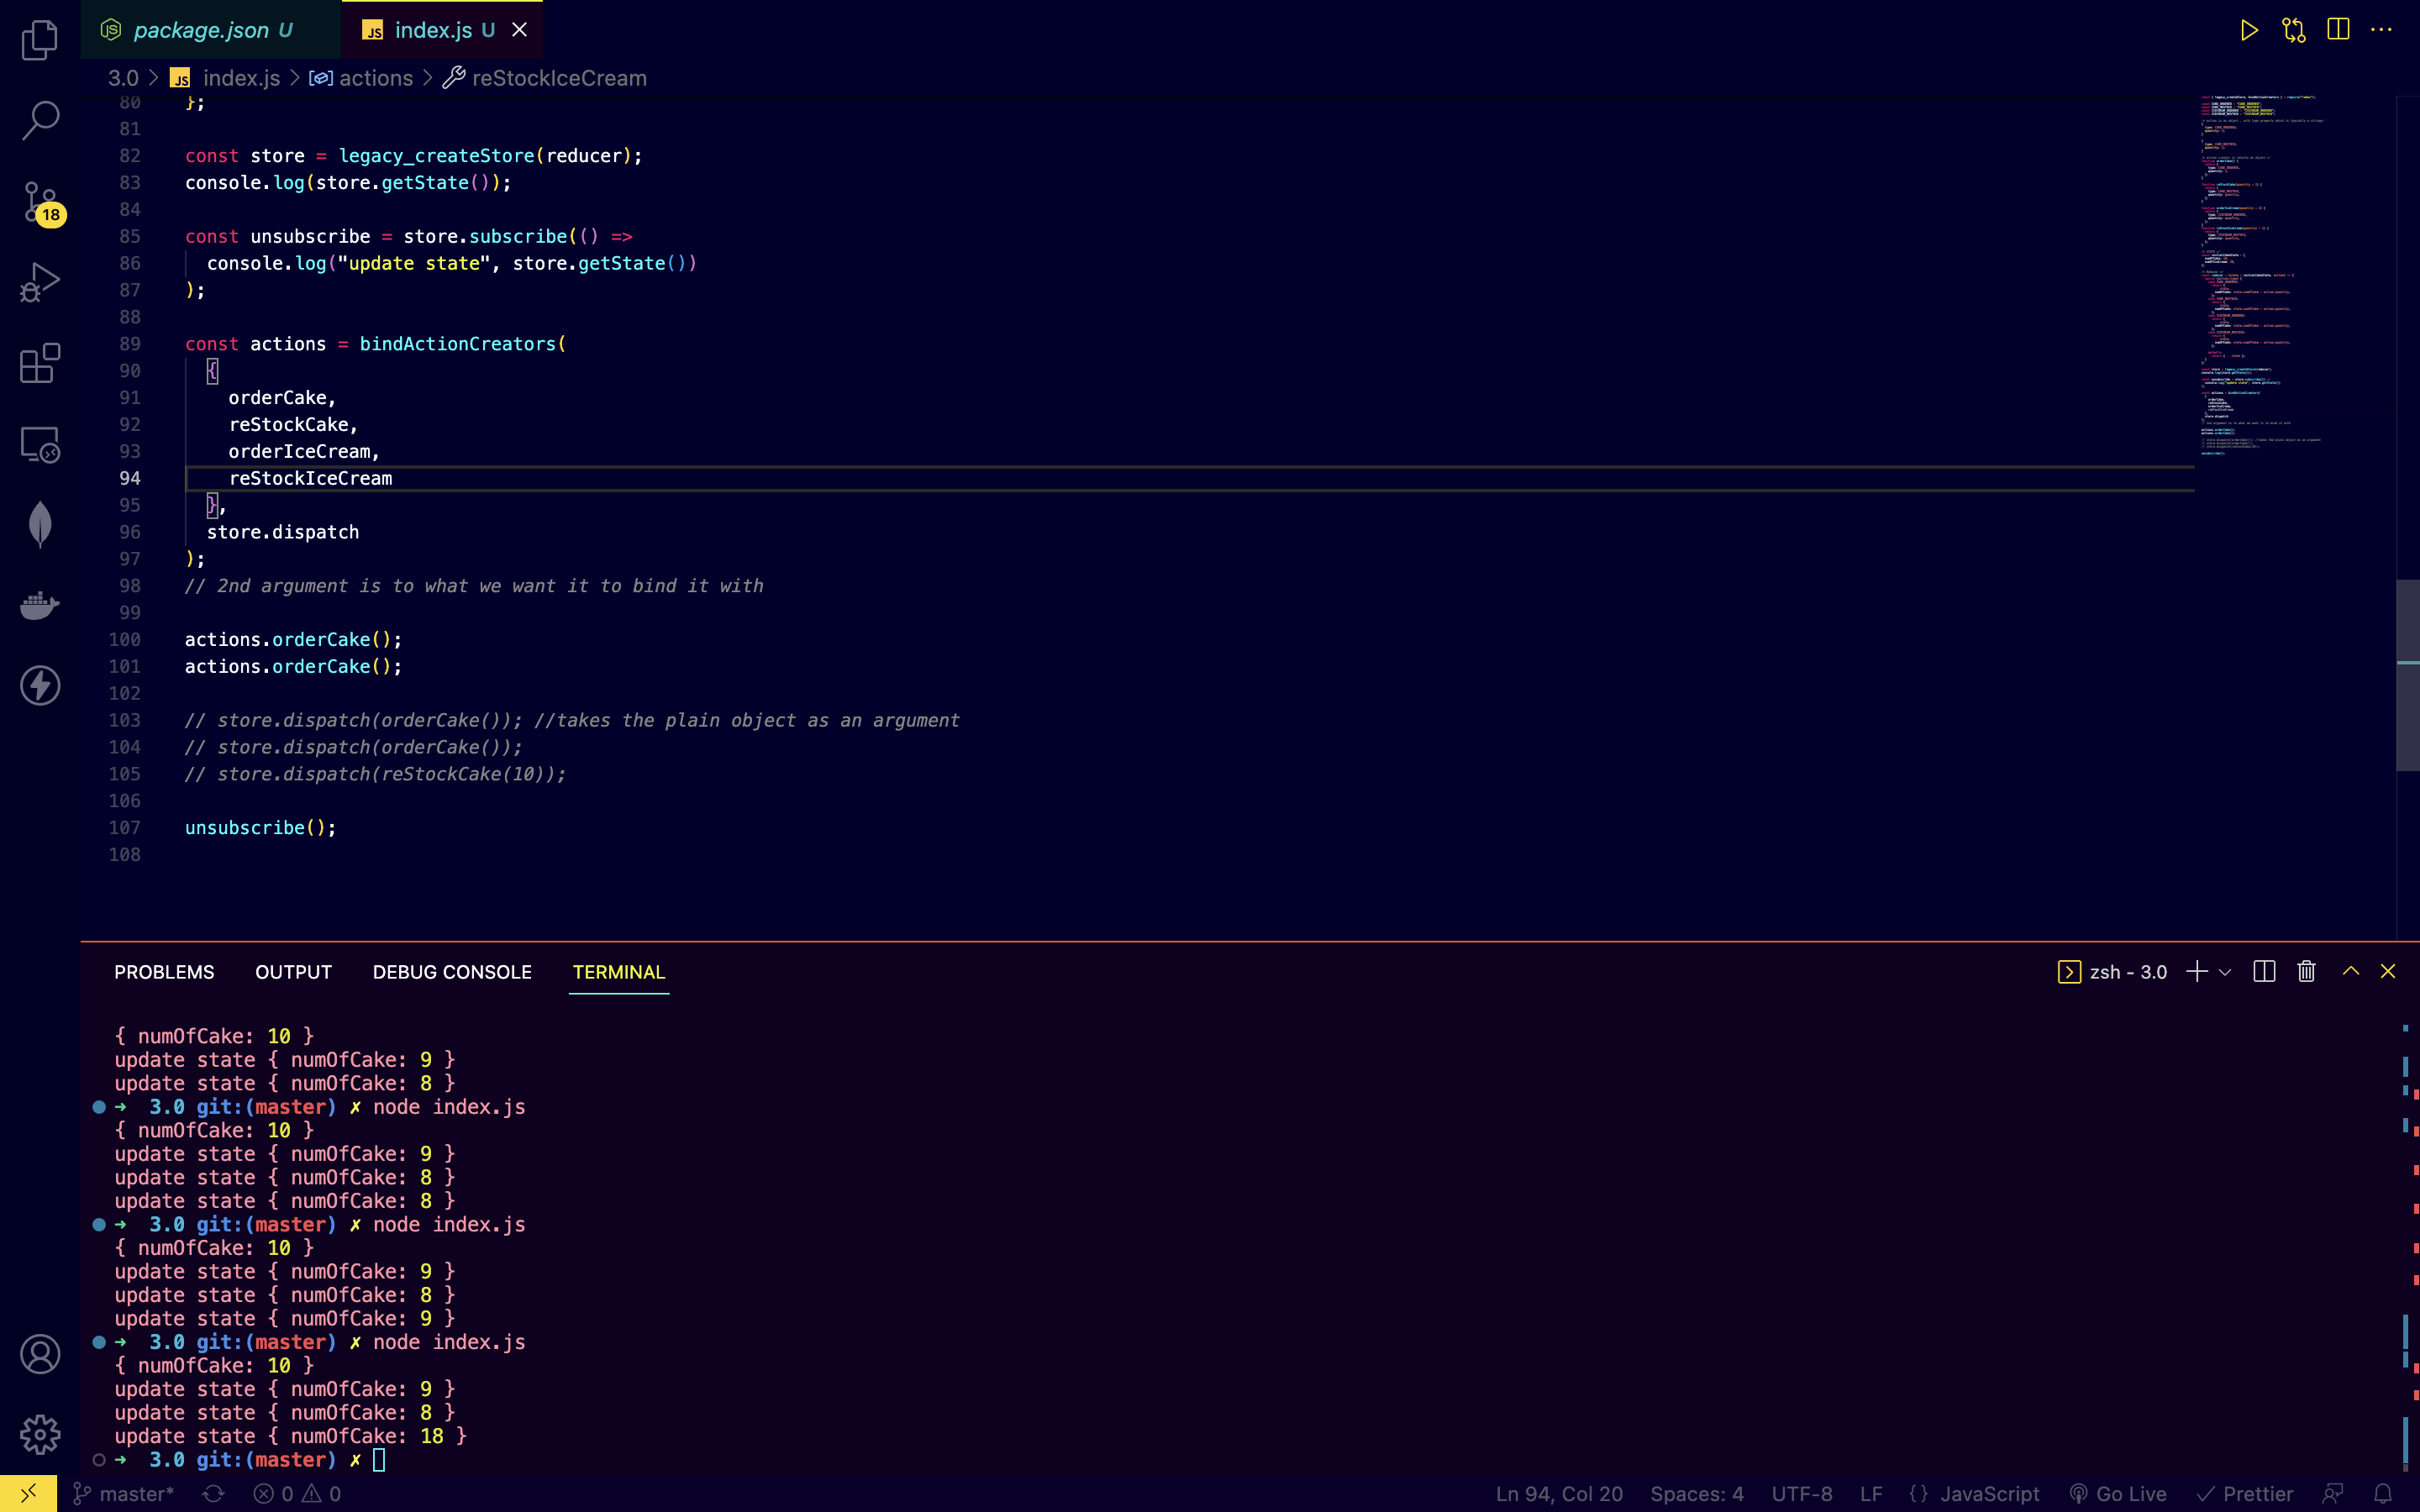 package.json U
JS index.js U
3.0 > JS index.js > actions > reStockIceCream
80 };
81
82 const store = legacy_createStore(reducer);
83 console.log(store.getState());
84
85 const unsubscribe = store.subscribe(() =>
86 console.log("update state", store.getState())
87 );
88
89 const actions = bindActionCreators(
90 {
91 orderCake,
92 reStockCake,
93 orderIceCream,
94 reStockIceCream
95 },
96 store.dispatch
97 );
98 // 2nd argument is to what we want it to bind it with
99
100 actions.orderCake();
101 actions.orderCake();
102
103 // store.dispatch(orderCake()); //takes the plain object as an argument
104 // store.dispatch(orderCake());
105 // store.dispatch(reStockCake(10));
106
107 unsubscribe();
108
18
PROBLEMS OUTPUT DEBUG CONSOLE TERMINAL zsh - 3.0
{ numOfCake: 10 }
update state { numOfCake: 9 }
update state { numOfCake: 8 }
➜ 3.0 git:(master) ✗ node index.js
{ numOfCake: 10 }
update state { numOfCake: 9 }
update state { numOfCake: 8 }
update state { numOfCake: 8 }
➜ 3.0 git:(master) ✗ node index.js
{ numOfCake: 10 }
update state { numOfCake: 9 }
update state { numOfCake: 8 }
update state { numOfCake: 9 }
➜ 3.0 git:(master) ✗ node index.js
{ numOfCake: 10 }
update state { numOfCake: 9 }
update state { numOfCake: 8 }
update state { numOfCake: 18 }
➜ 3.0 git:(master) ✗
master* 0 0 Ln 94, Col 20 Spaces: 4 UTF-8 LF {} JavaScript Go Live Prettier